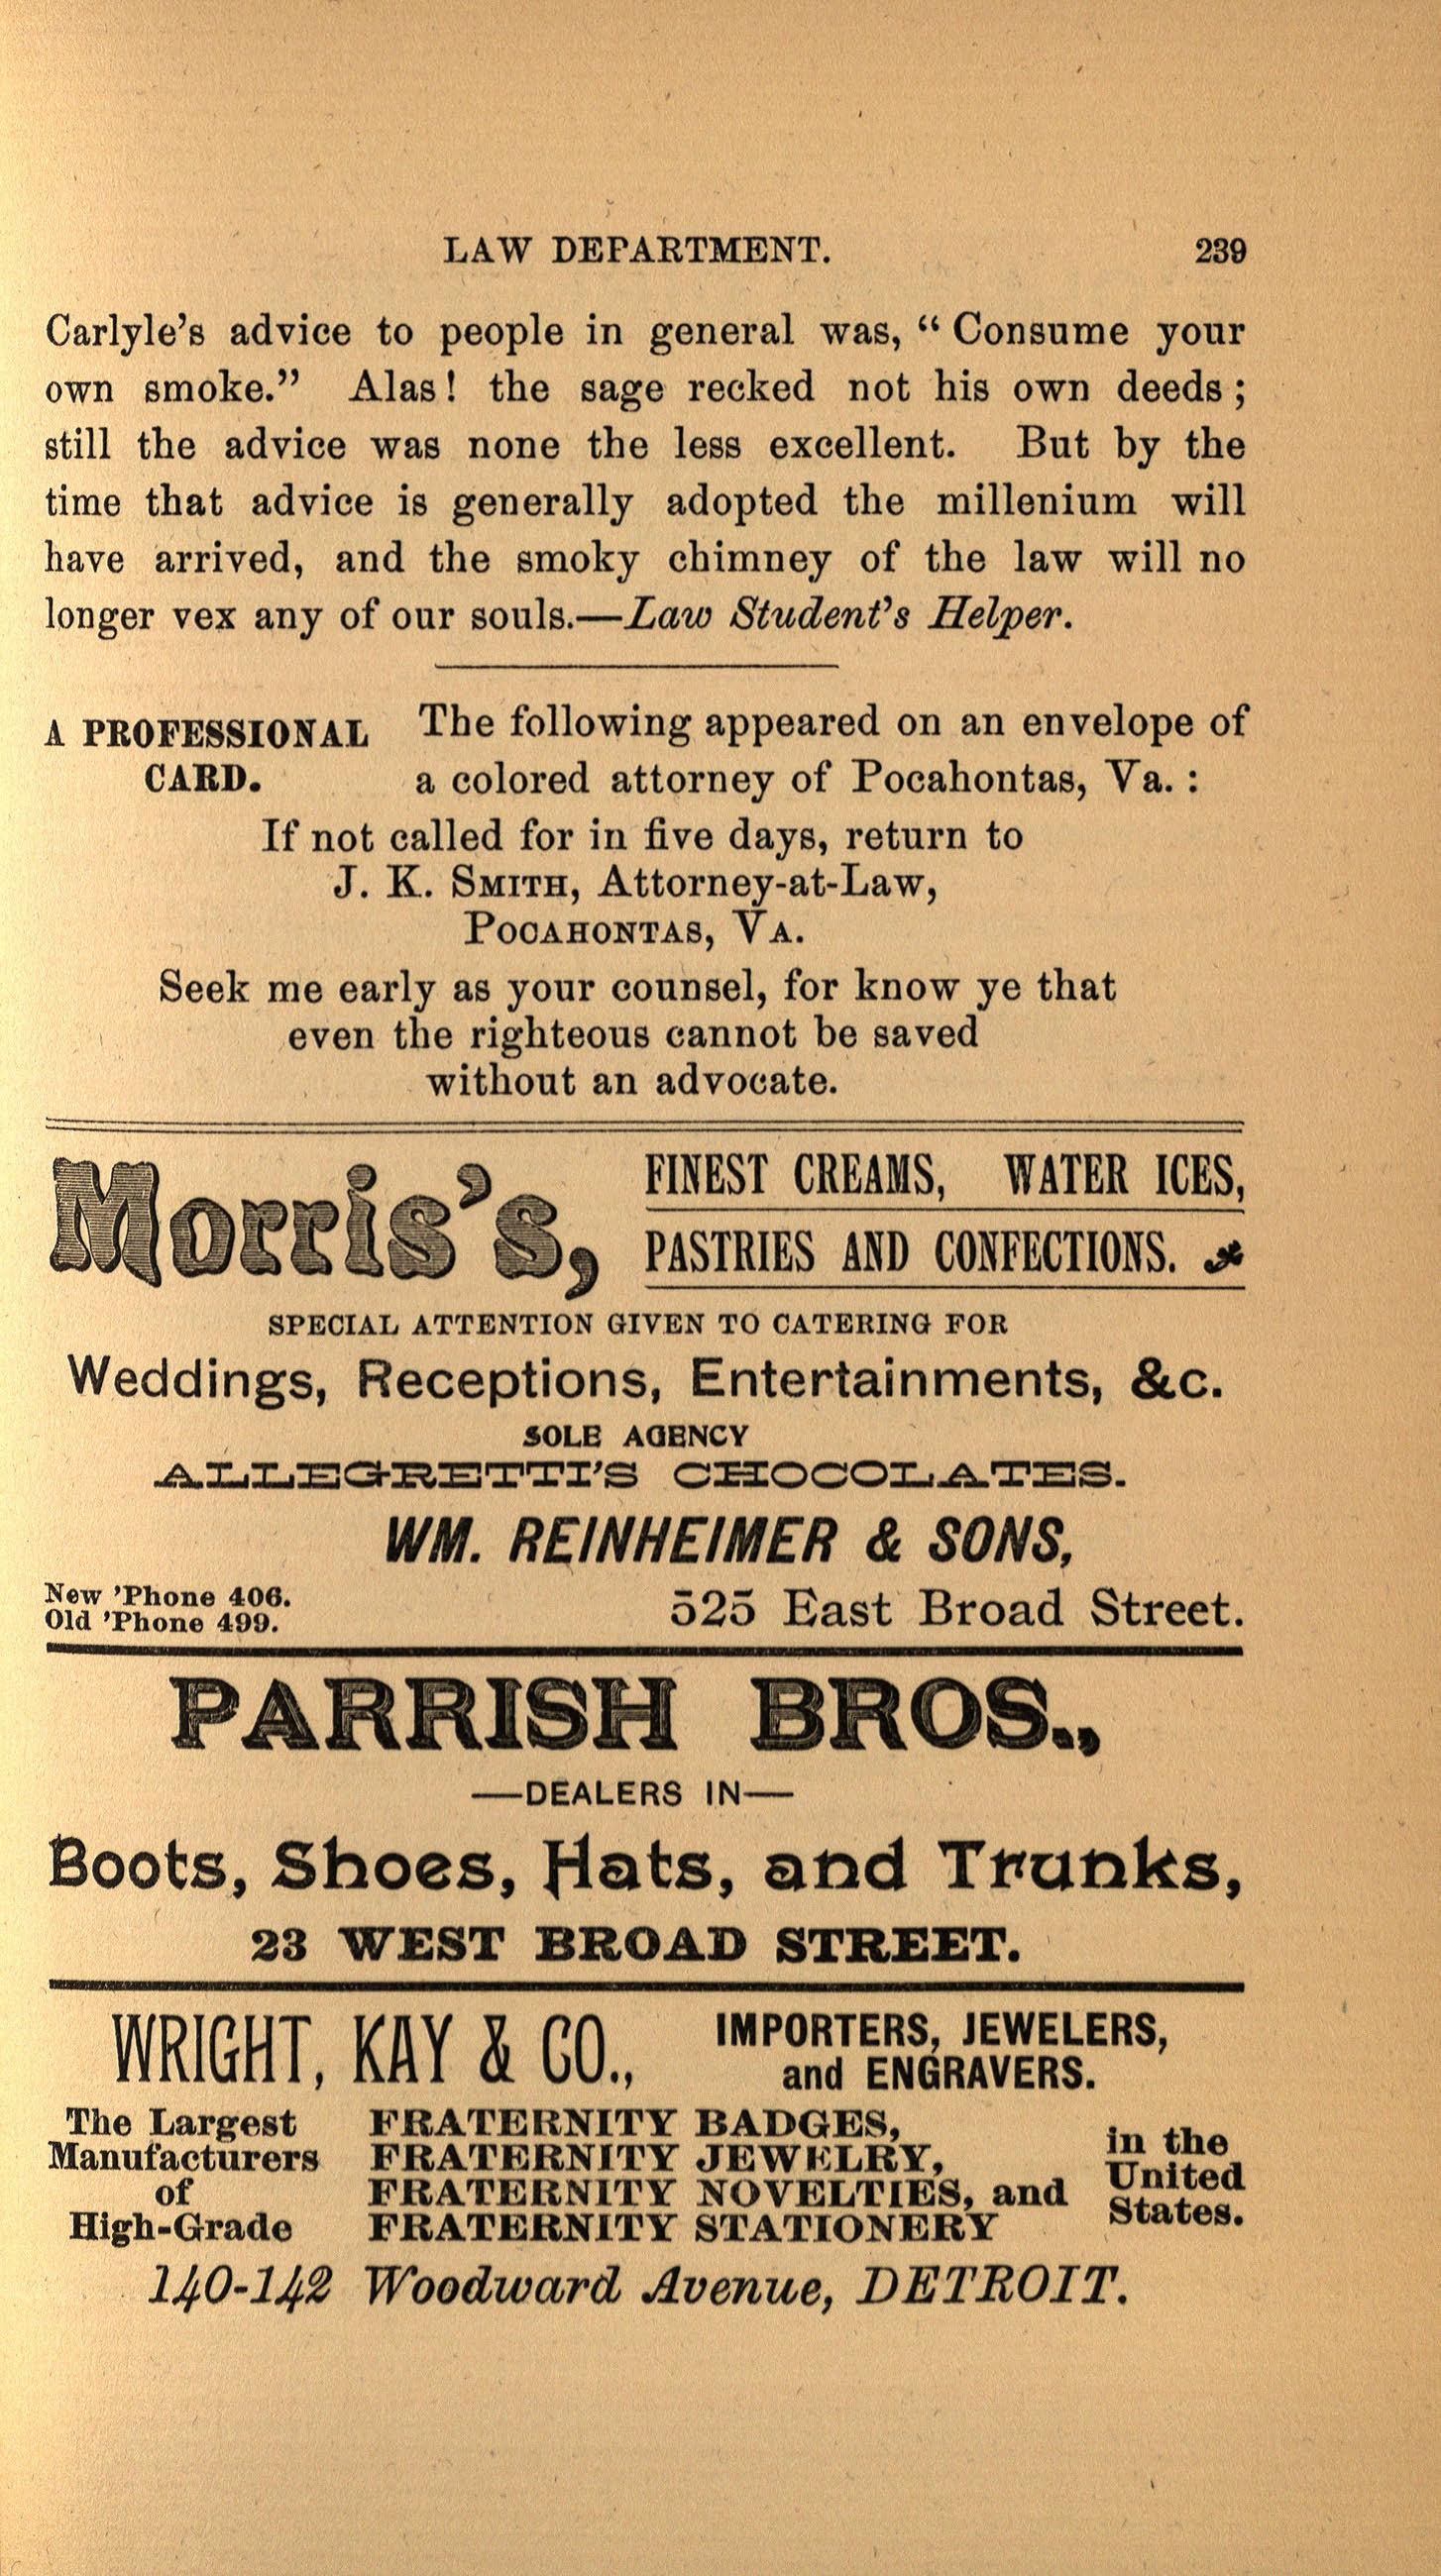 LAW DEPARTMENT. 239
Carlyle’s advice to people in general was, “ Consume your
own smoke.” Alas! the sage recked not his own deeds ;
still the advice was none the less excellent. But by the
time that advice is generally adopted the millenium will
have arrived, and the smoky chimney of the law will no
longer vex any of our souls.—Law Student’s Helper.
A PROFESSIONAL
CARD.
The following appeared on an envelope of
a colored attorney of Pocahontas, Va. :
If not called for in five days, return to
J. K. SMITH, Attorney-at-Law,
POCAHONTAS, VA.
Seek me early as your counsel, for know ye that
even the righteous cannot be saved
without an advocate.
Morris’s,
FINEST CREAMS, WATER ICES,
PASTRIES AND CONFECTIONS.
SPECIAL ATTENTION GIVEN TO CATERING FOR
Weddings, Receptions, Entertainments, &c.
SOLE AGENCY
ALLEGRETTI’S CHOCOLATES.
WM. REINHEIMER & SONS,
New ’Phone 406.
Old ’Phone 499.
525 East Broad Street.
PARRISH BROS.,
—DEALERS IN—
Boots, Shoes, Hats, and Trunks,
23 WEST BROAD STREET.
WRIGHT, KAY & CO.,
IMPORTERS, JEWELERS,
and ENGRAVERS.
The Largest
Manufacturers
of
High-Grade
FRATERNITY BADGES,
FRATERNITY JEWELRY,
FRATERNITY NOVELTIES, and
FRATERNITY STATIONERY
in the
United
States.
140-142 Woodward Avenue, DETROIT.